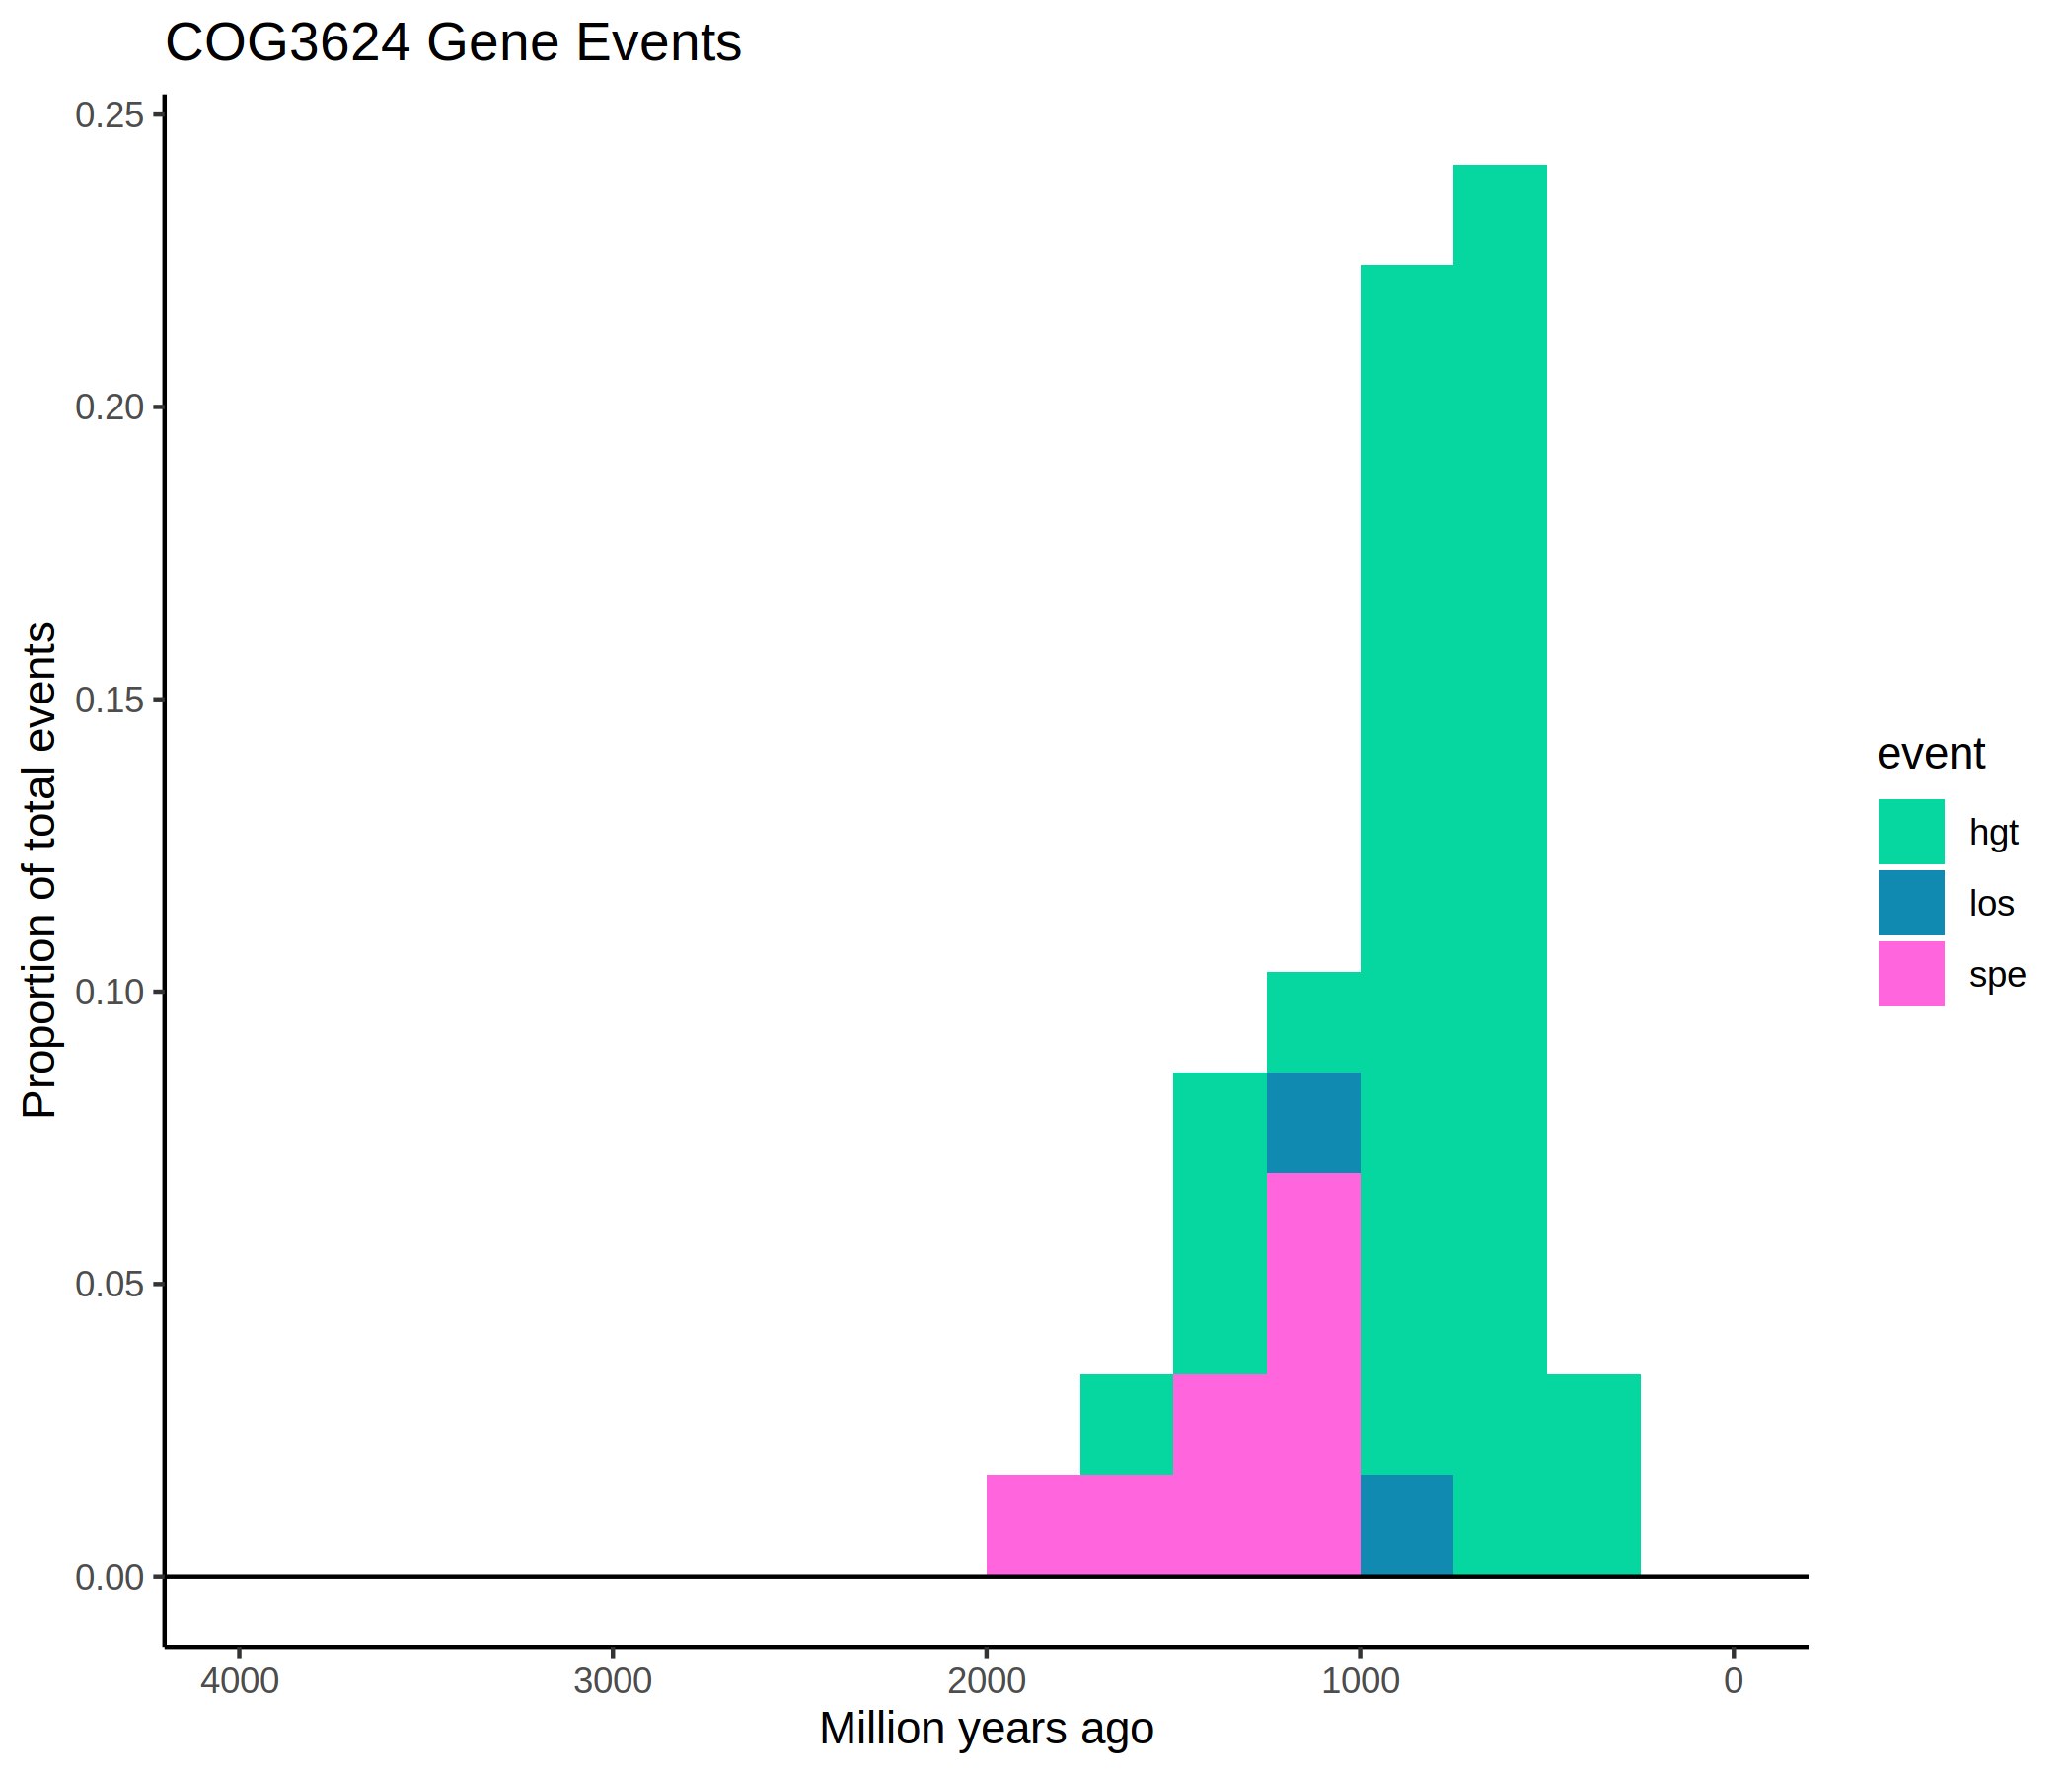 COG3624 Gene Events
0.25
0.20
0.15
0.10
0.05
0.00
Proportion of total events
4000
3000
2000
1000
0
Million years ago
event
hgt
los
spe